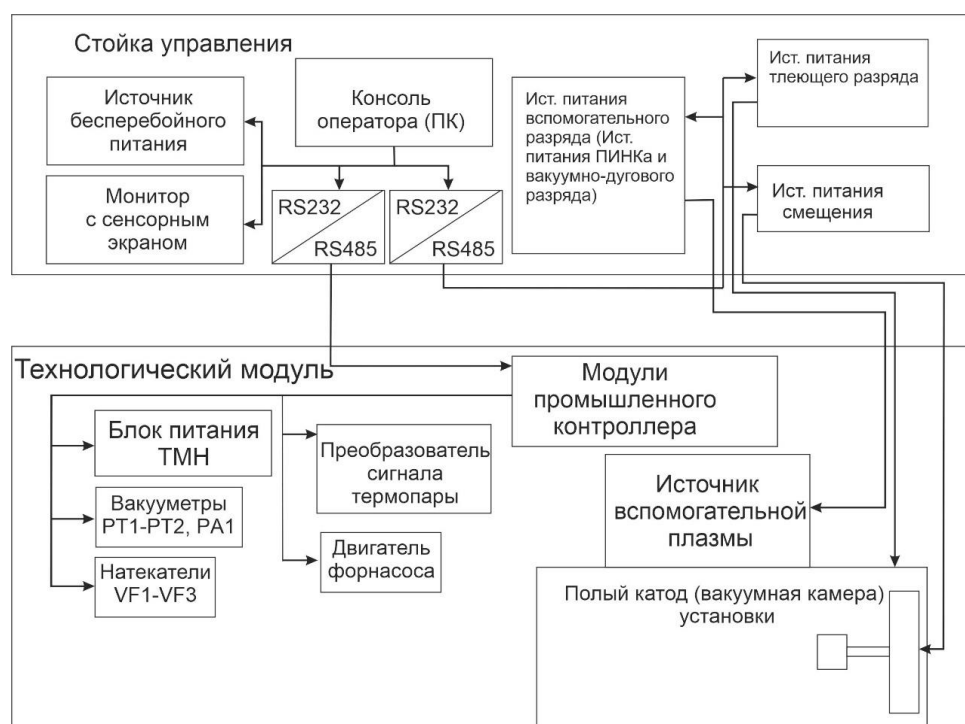 Стойка управления
Источник
бесперебойного
питания
Монитор
с сенсорным
экраном
Консоль
оператора (ПК)
RS232
RS485
RS232
RS485
Ист. питания
вспомогательного
разряда (Ист.
питания ПИНКа и
вакуумно-дугового
разряда)
Ист. питания
тлеющего разряда
Ист. питания
смещения
Технологический модуль
Модули
промышленного
контроллера
Блок питания
ТМН
Вакууметры
PT1-PT2, PA1
Натекатели
VF1-VF3
Преобразователь
сигнала
термопары
Двигатель
форнасоса
Источник
вспомогательной
плазмы
Полый катод (вакуумная камера)
установки